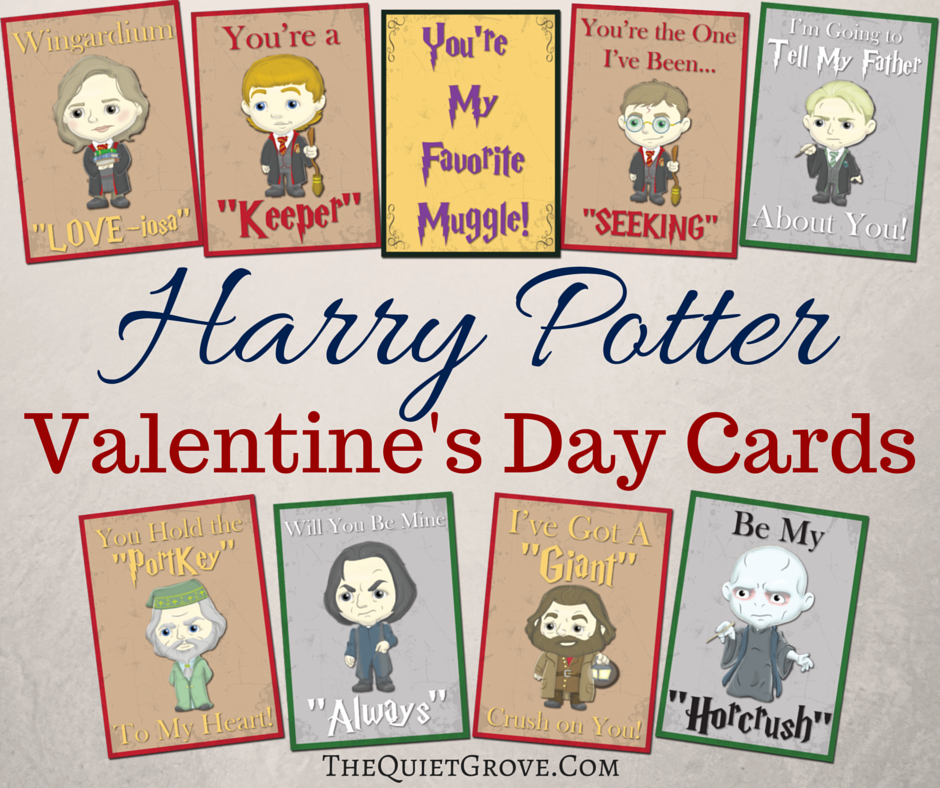 Wingardium
"LOVE-iosa"
You're a
"Keeper"
You're
My
Favorite
Muggle!
You're the One
I've Been...
"SEEKING"
I'm Going to
Tell My Father
About You!
Harry Potter
Valentine's Day Cards
You Hold the
"PortKey"
To My Heart!
Will You Be Mine
"Always"
I've Got A
"Giant"
Crush on You!
Be My
"Horcrush"
TheQuietGrove.Com